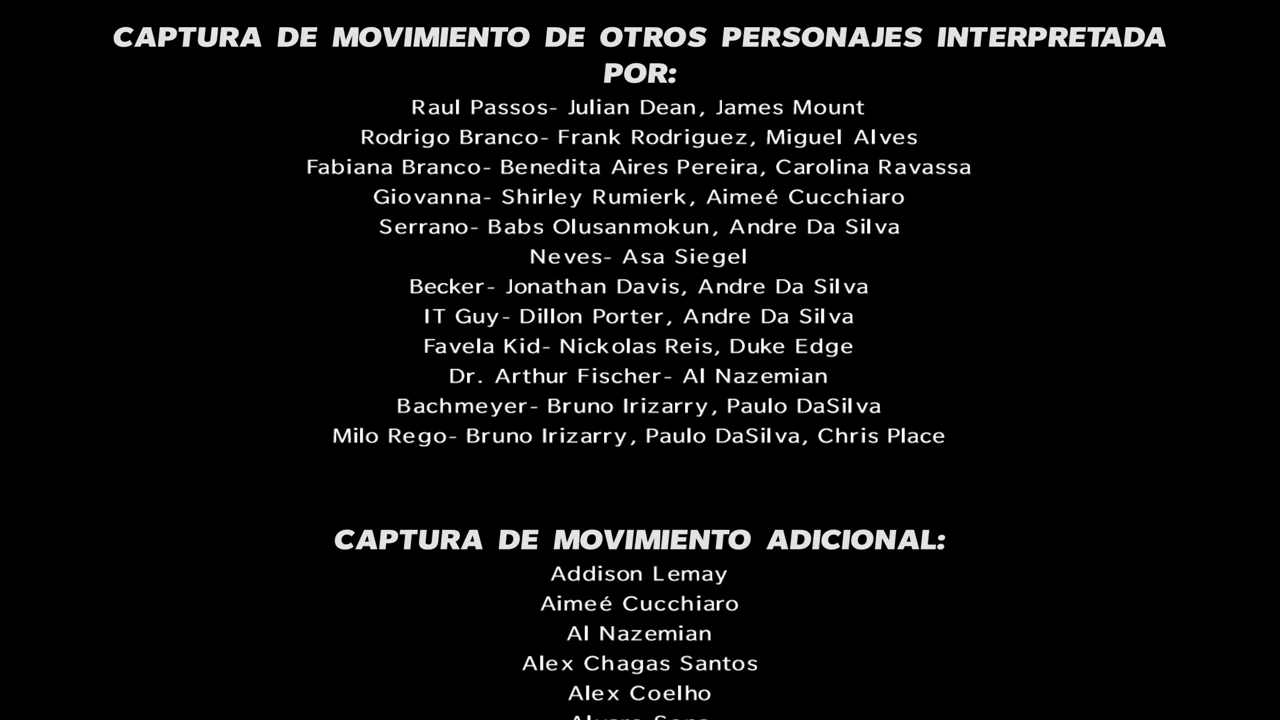 CAPTURA DE MOVIMIENTO DE OTROS PERSONAJES INTERPRETADA
POR:
Raul Passos- Julian Dean, James Mount
Rodrigo Branco- Frank Rodriguez, Miguel Alves
Fabiana Branco- Benedita Aires Pereira, Carolina Ravassa
Giovanna- Shirley Rumierk, Aimeé Cucchiaro
Serrano- Babs Olusanmokun, Andre Da Silva
Neves- Asa Siegel
Becker- Jonathan Davis, Andre Da Silva
IT Guy- Dillon Porter, Andre Da Silva
Favela Kid- Nickolas Reis, Duke Edge
Dr. Arthur Fischer- Al Nazemian
Bachmeyer- Bruno Irizarry, Paulo DaSilva
Milo Rego- Bruno Irizarry, Paulo DaSilva, Chris Place
CAPTURA DE MOVIMIENTO ADICIONAL:
Addison Lemay
Aimeé Cucchiaro
Al Nazemian
Alex Chagas Santos
Alex Coelho